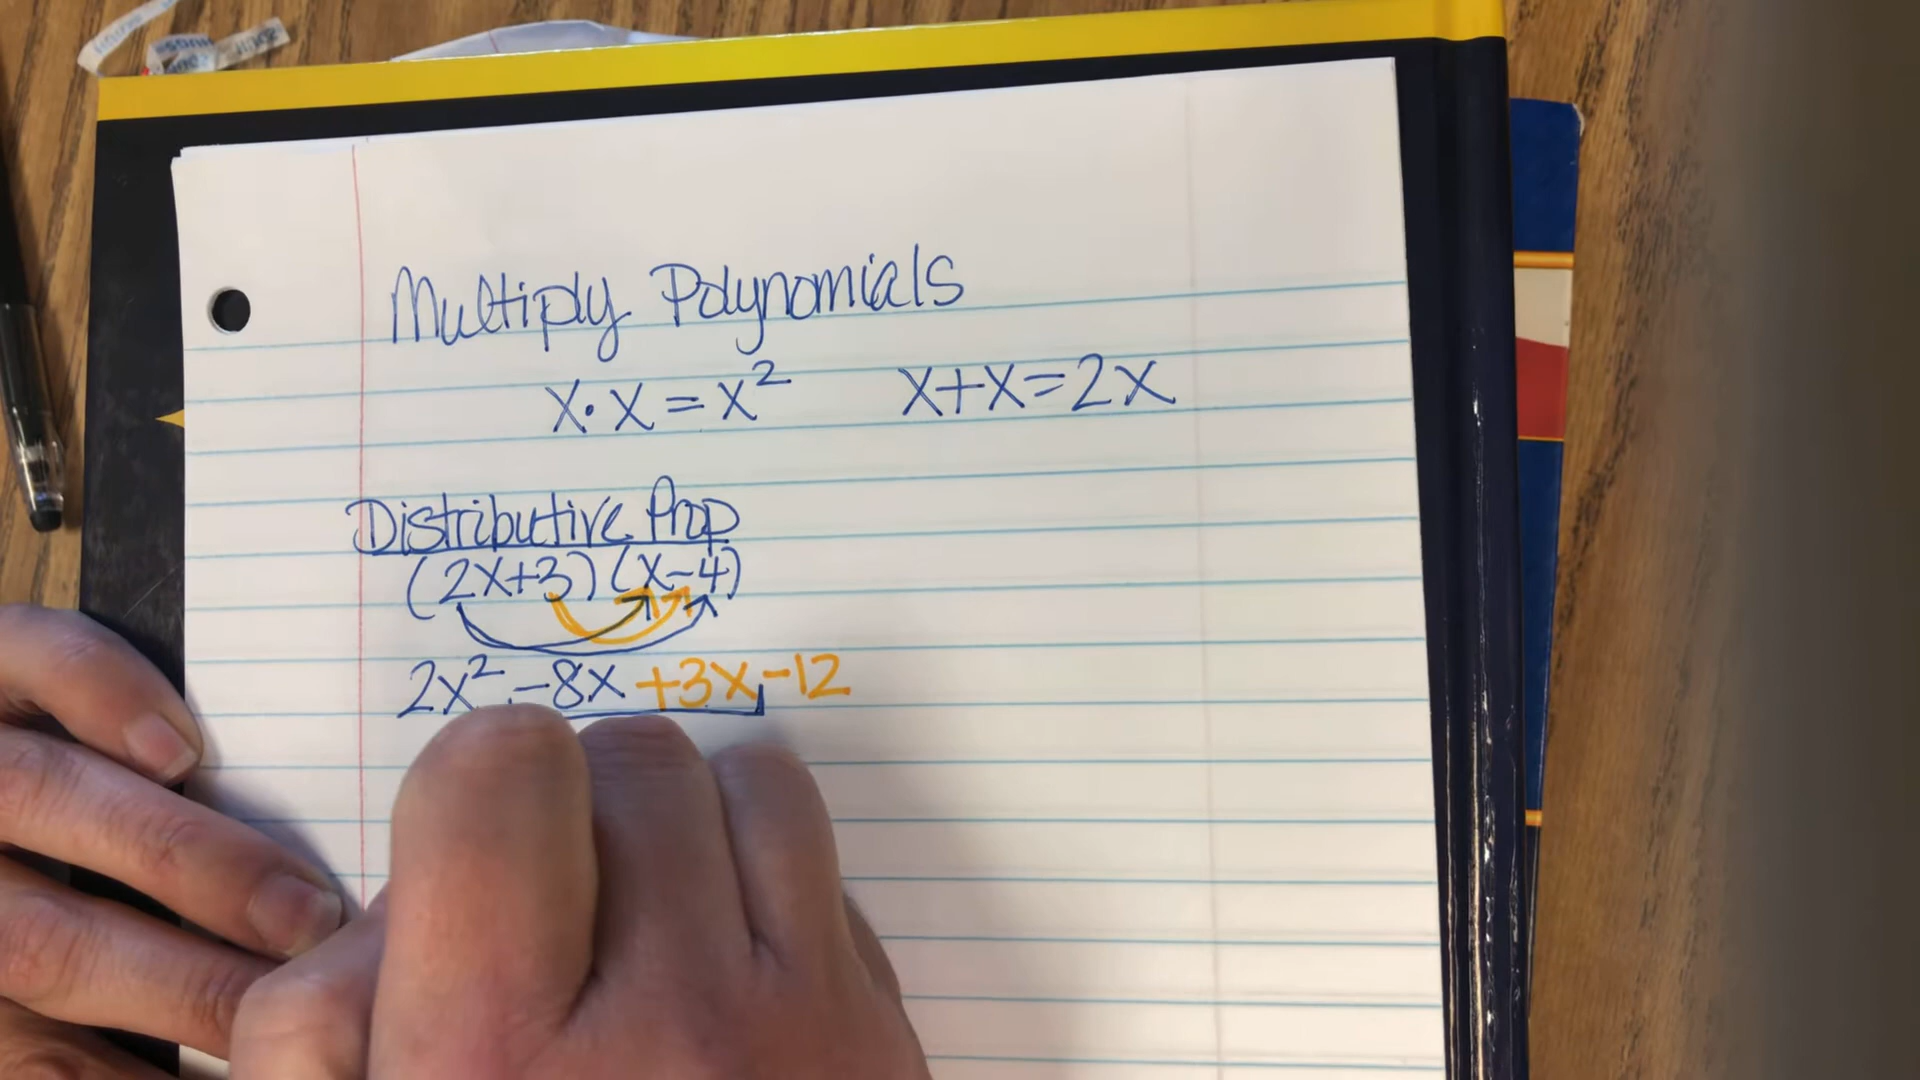 Multiply Polynomials
x·x=x² x+x=2x
Distributive Prop
(2x+3)(x-4)
2x²-8x+3x-12